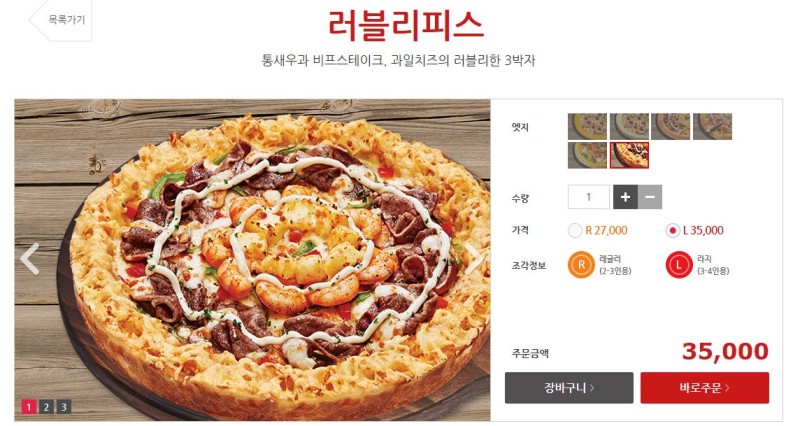 목록가기
러블리피스
통새우과 비프스테이크, 과일치즈의 러블리한 3박자
엣지
수량
1
+ −
가격
R 27,000
L 35,000
조각정보
R
레귤러
(2-3인용)
L
라지
(3-4인용)
1 2 3
주문금액
35,000
장바구니 >
바로주문 >